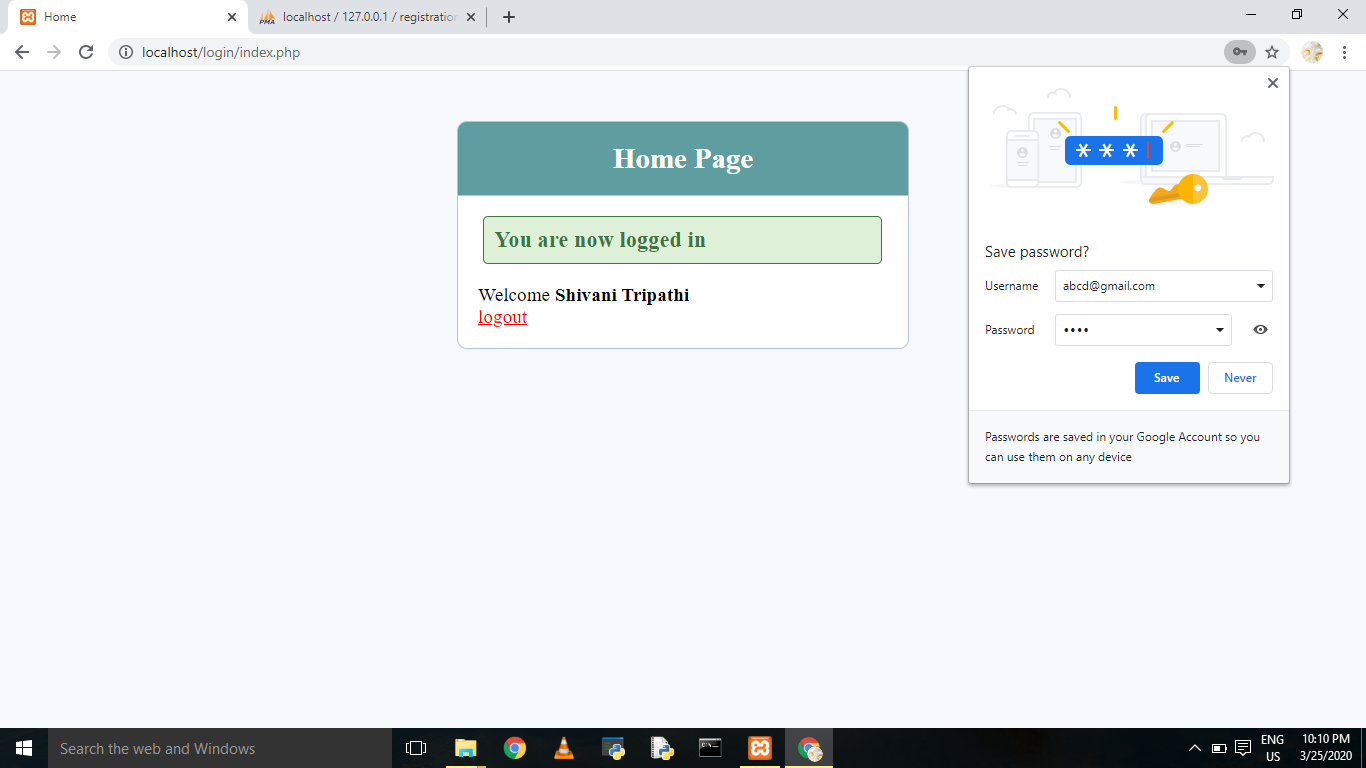 Home
localhost / 127.0.0.1 / registration
localhost/login/index.php
Home Page
You are now logged in
Welcome Shivani Tripathi
logout
Save password?
Username abcd@gmail.com
Password ••••
Save Never
Passwords are saved in your Google Account so you
can use them on any device
Search the web and Windows
ENG
US
10:10 PM
3/25/2020